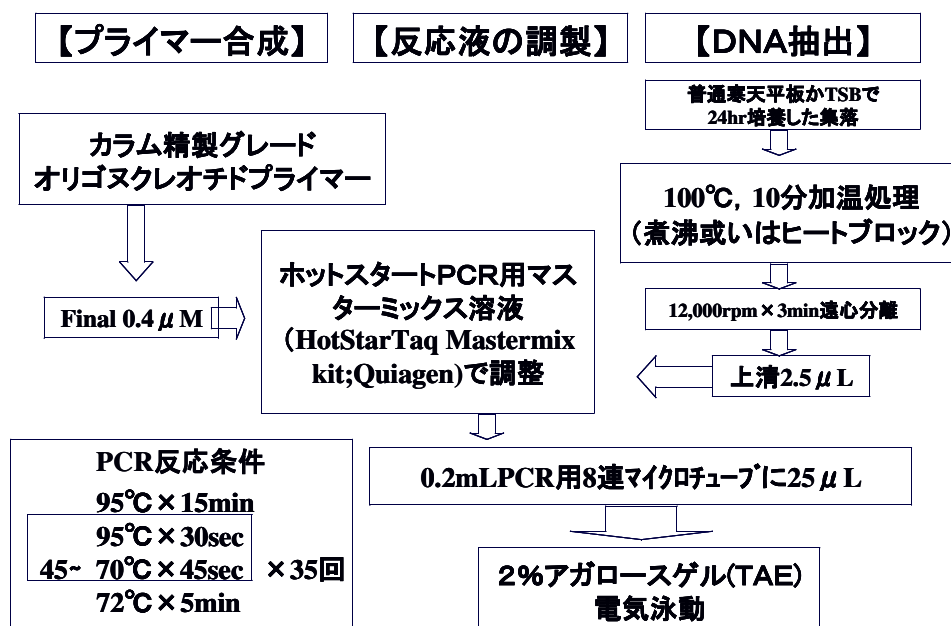 【プライマー合成】
【反応液の調製】
【DNA抽出】
カラム精製グレード
オリゴヌクレオチドプライマー
Final 0.4μM
ホットスタートPCR用マス
ターミックス溶液
(HotStarTaq Mastermix
kit;Quiagen)で調整
普通寒天平板かTSBで
24hr培養した集落
100℃, 10分加温処理
(煮沸或いはヒートブロック)
12,000rpm×3min遠心分離
上清2.5μL
0.2mLPCR用8連マイクロチューブに25μL
2%アガロースゲル(TAE)
電気泳動
PCR反応条件
95℃×15min
95℃×30sec
45~ 70℃×45sec ×35回
72℃×5min